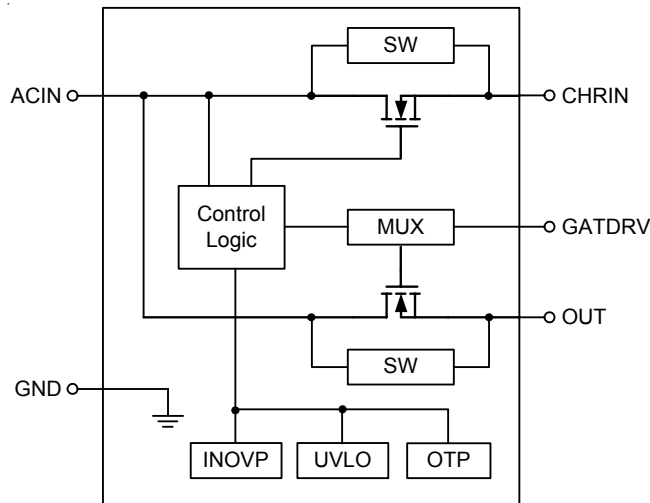 SW
ACIN
CHRIN
Control
Logic
MUX
GATDRV
OUT
SW
GND
INOVP
UVLO
OTP